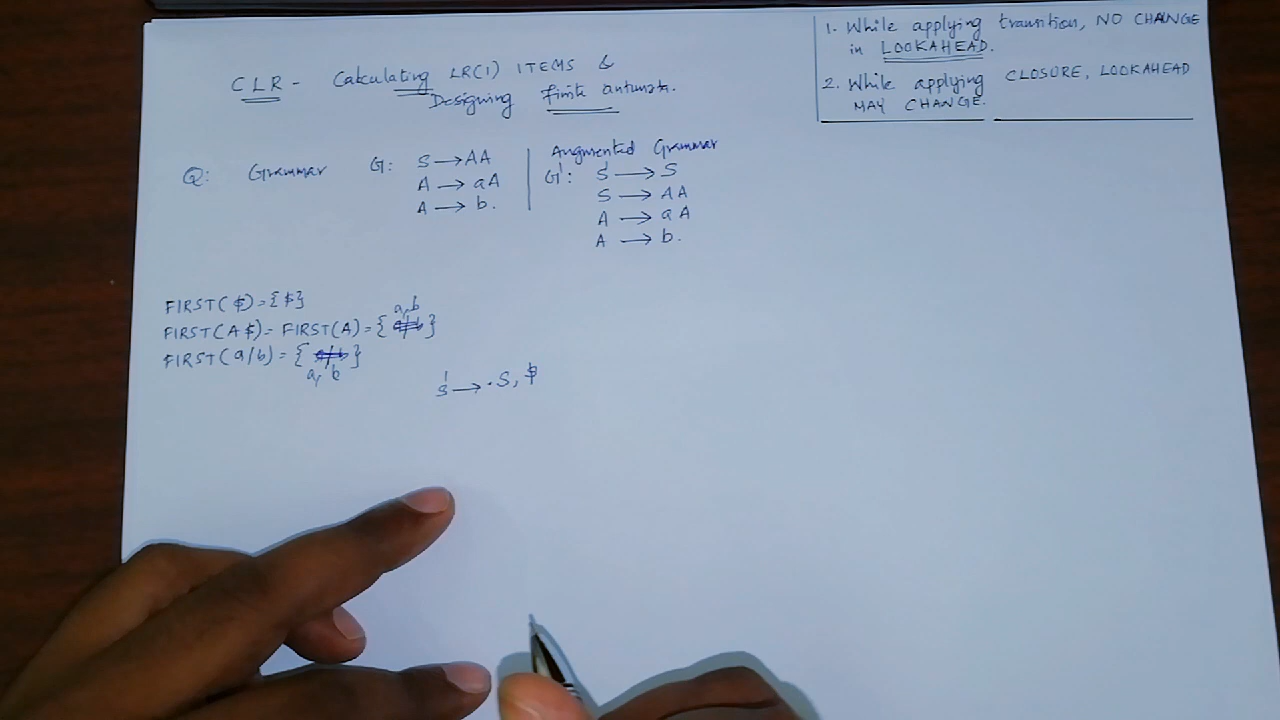 CLR - Calculating LR(1) ITEMS &
Designing finite automata.
1. While applying transition, NO CHANGE
in LOOKAHEAD.
2. While applying CLOSURE, LOOKAHEAD
MAY CHANGE.
Q: Grammar G: S → AA
A → aA
A → b.
Augmented Grammar
G': S' → S
S → AA
A → aA
A → b.
FIRST($) = {$}
FIRST(A$) = FIRST(A) = {a, b}
FIRST(a/b) = {a, b}
S' → .S, $